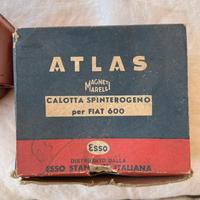 ATLAS
MAGNETI
MARELLI
CALOTTA SPINTEROGENO
per FIAT 600
Esso
DISTRIBUITO DALLA
ESSO STANDARD ITALIANA